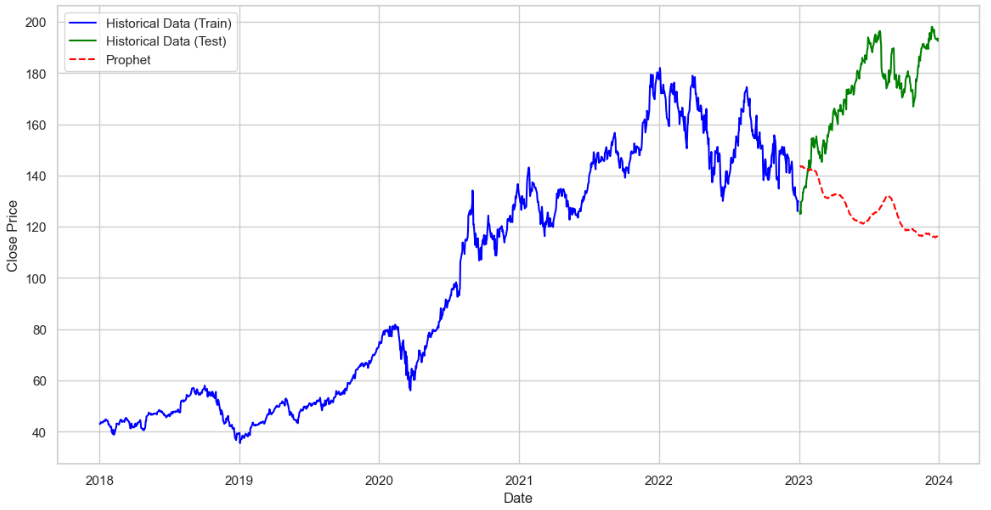 Historical Data (Train)
Historical Data (Test)
Prophet
Close Price
200
180
160
140
120
100
80
60
40
2018 2019 2020 2021 2022 2023 2024
Date